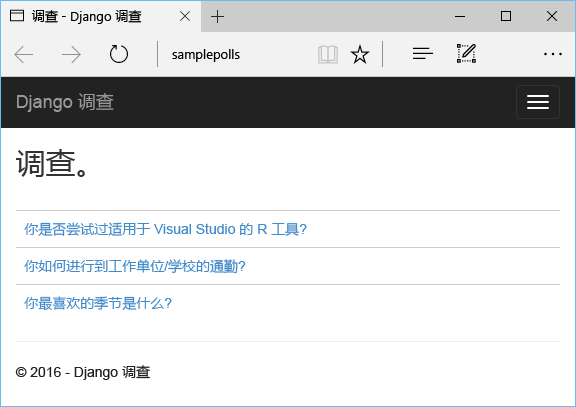 调查 - Django 调查
samplepolls
Django 调查
调查。
你是否尝试过适用于 Visual Studio 的 R 工具?
你如何进行到工作单位/学校的通勤?
你最喜欢的季节是什么?
© 2016 - Django 调查